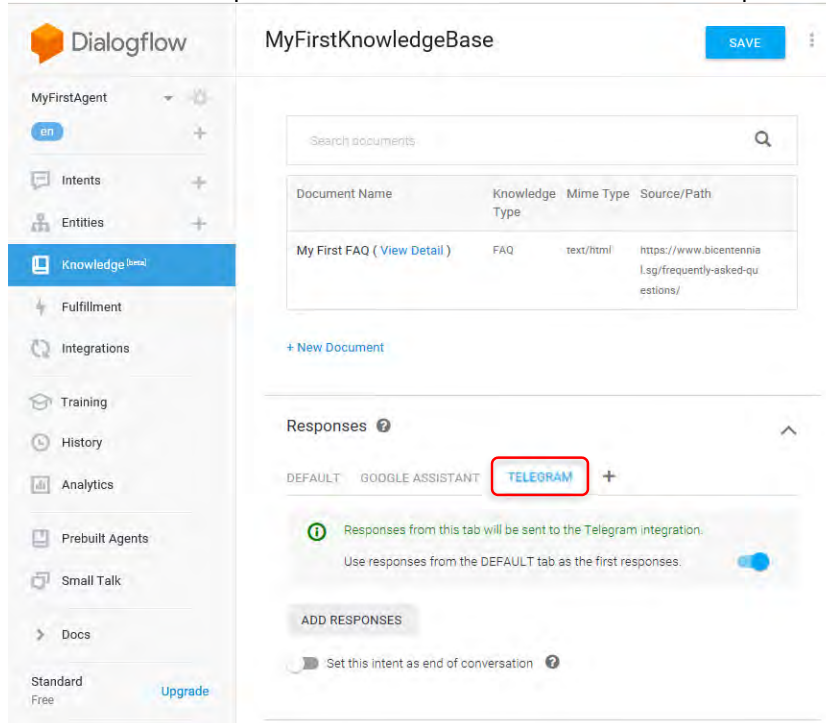 Dialogflow
MyFirstKnowledgeBase
SAVE
MyFirstAgent
en
Search documents
Intents
Document Name
Knowledge Type
Mime Type
Source/Path
Entities
My First FAQ ( View Detail )
FAQ
text/html
https://www.bicentennia
l.sg/frequently-asked-qu
estions/
Knowledge [beta]
Fulfillment
Integrations
+ New Document
Training
Responses
History
DEFAULT GOOGLE ASSISTANT TELEGRAM +
Analytics
Responses from this tab will be sent to the Telegram integration.
Prebuilt Agents
Use responses from the DEFAULT tab as the first responses.
Small Talk
ADD RESPONSES
Docs
Set this intent as end of conversation
Standard
Free
Upgrade